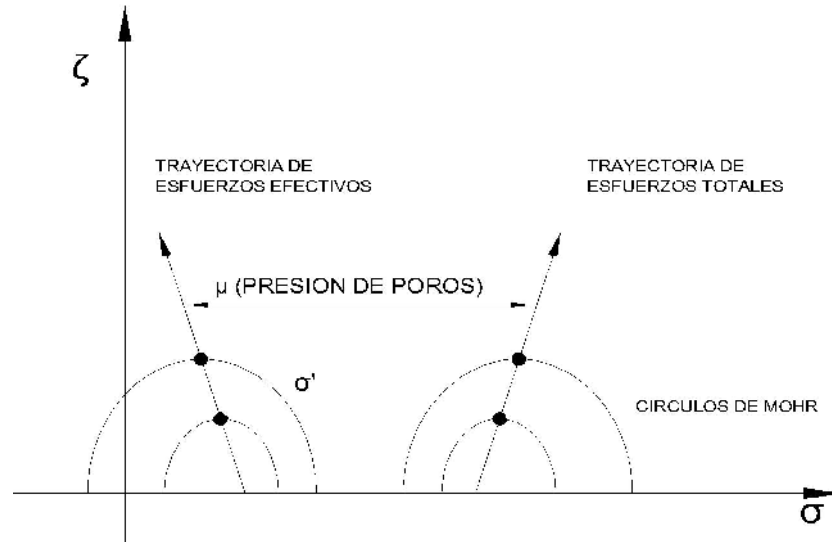 ζ
TRAYECTORIA DE
ESFUERZOS EFECTIVOS
TRAYECTORIA DE
ESFUERZOS TOTALES
μ (PRESION DE POROS)
σ'
CIRCULOS DE MOHR
σ